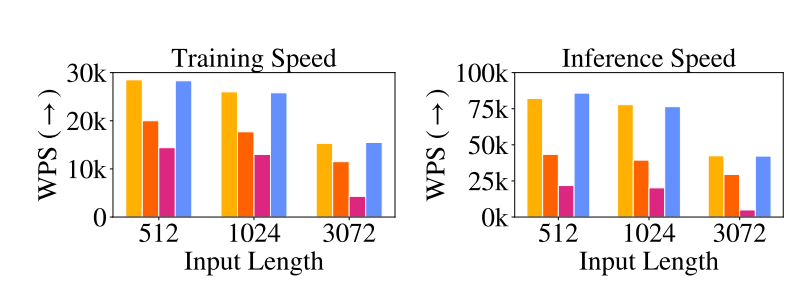 Training Speed
30k
20k
10k
0
WPS (→)
512 1024 3072
Input Length
Inference Speed
100k
75k
50k
25k
0k
WPS (→)
512 1024 3072
Input Length